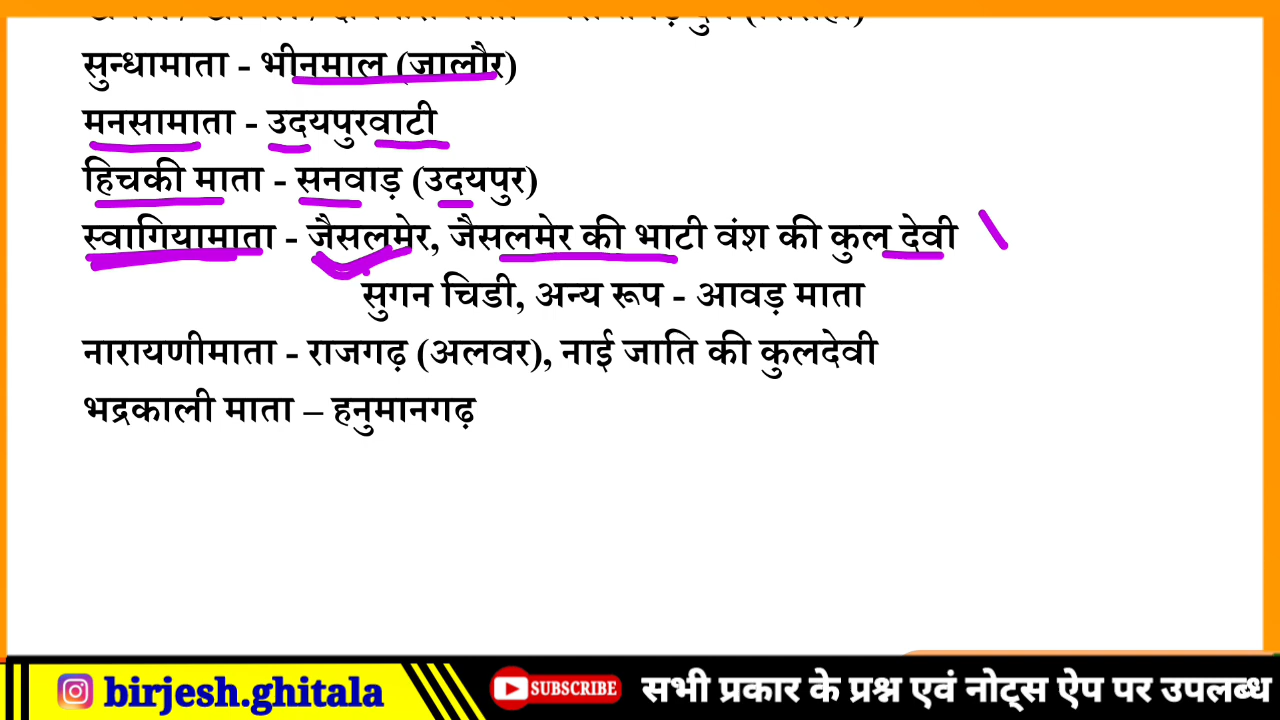 सुन्धामाता - भीनमाल (जालौर)
मनसामाता - उदयपुरवाटी
हिचकी माता - सनवाड़ (उदयपुर)
स्वागियामाता - जैसलमेर, जैसलमेर की भाटी वंश की कुल देवी
सुगन चिडी, अन्य रूप - आवड़ माता
नारायणीमाता - राजगढ़ (अलवर), नाई जाति की कुलदेवी
भद्रकाली माता – हनुमानगढ़
birjesh.ghitala SUBSCRIBE सभी प्रकार के प्रश्न एवं नोट्स ऐप पर उपलब्ध